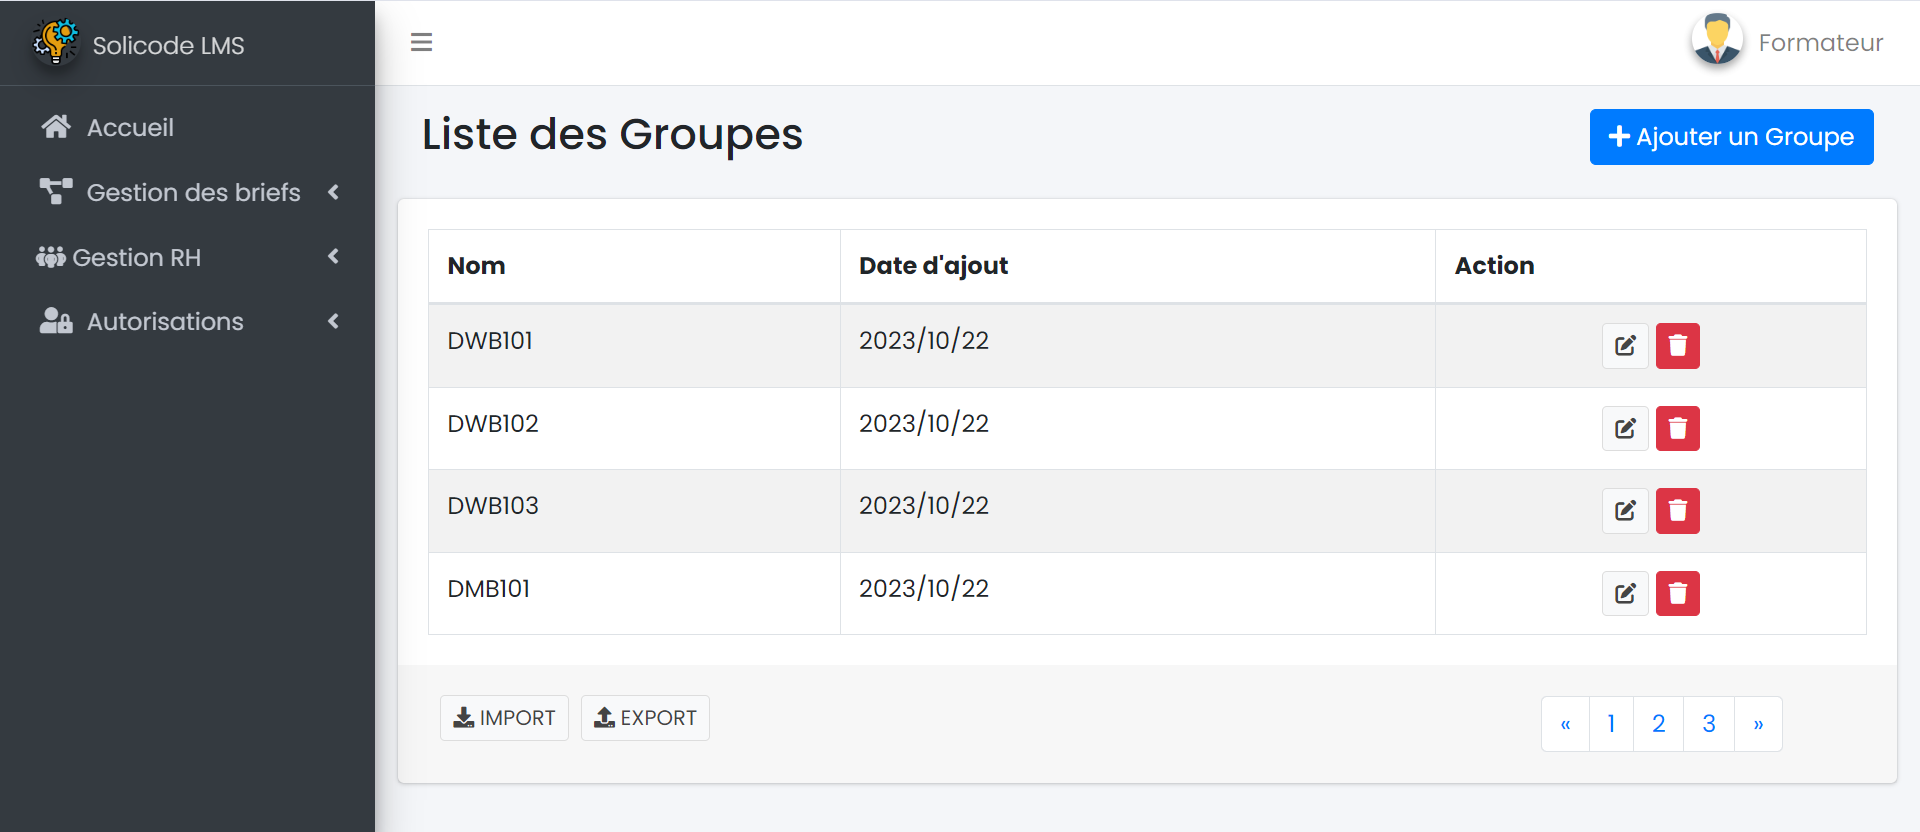 Solicode LMS
Formateur
Accueil
Gestion des briefs
Gestion RH
Autorisations
Liste des Groupes
Ajouter un Groupe
Nom Date d'ajout Action
DWB101 2023/10/22
DWB102 2023/10/22
DWB103 2023/10/22
DMB101 2023/10/22
IMPORT EXPORT
« 1 2 3 »